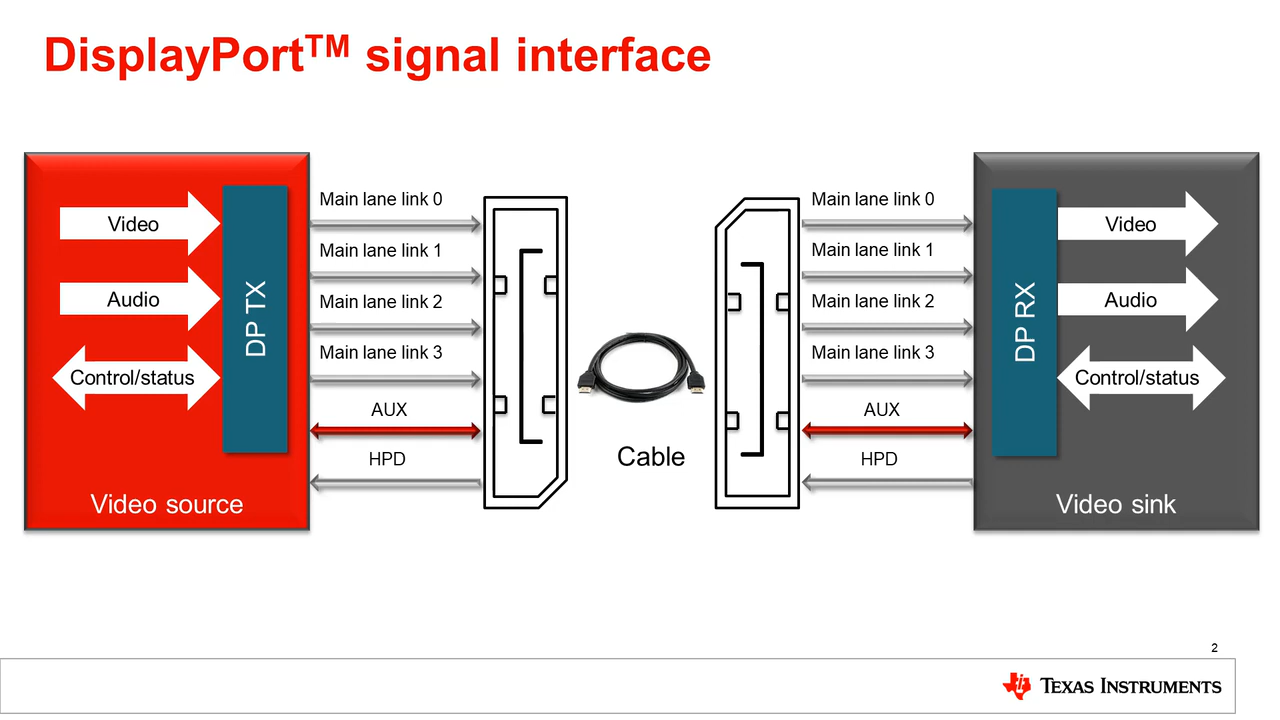 DisplayPort™ signal interface
Video
Audio
Control/status
DP TX
Video source
Main lane link 0
Main lane link 1
Main lane link 2
Main lane link 3
AUX
HPD
Cable
Main lane link 0
Main lane link 1
Main lane link 2
Main lane link 3
AUX
HPD
DP RX
Video
Audio
Control/status
Video sink
2
TEXAS INSTRUMENTS